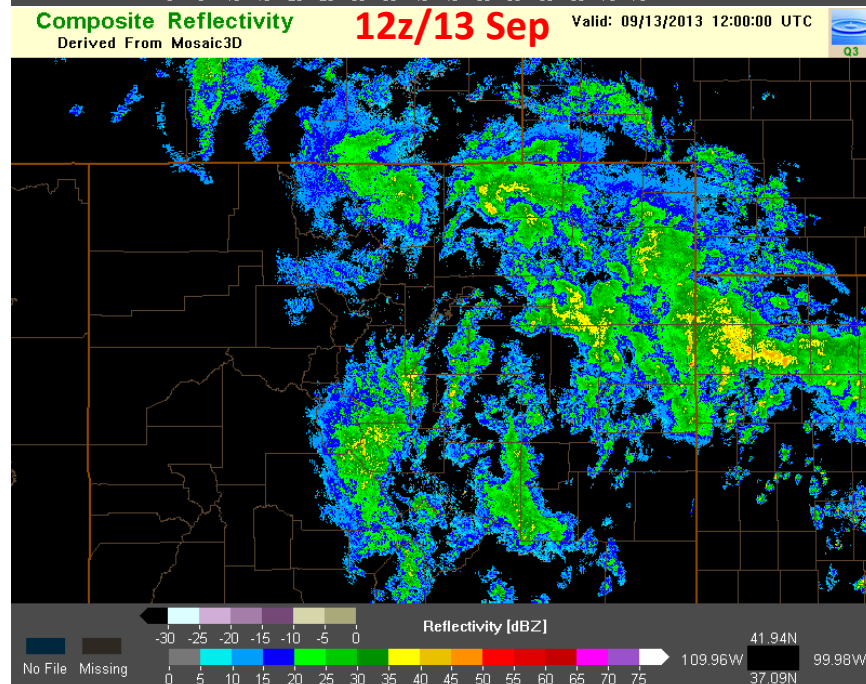 Composite Reflectivity
Derived From Mosaic3D
12z/13 Sep
Valid: 09/13/2013 12:00:00 UTC
Q3
Reflectivity [dBZ]
-30 -25 -20 -15 -10 -5 0
No File Missing
0 5 10 15 20 25 30 35 40 45 50 55 60 65 70 75
41.94N
109.96W 99.98W
37.09N